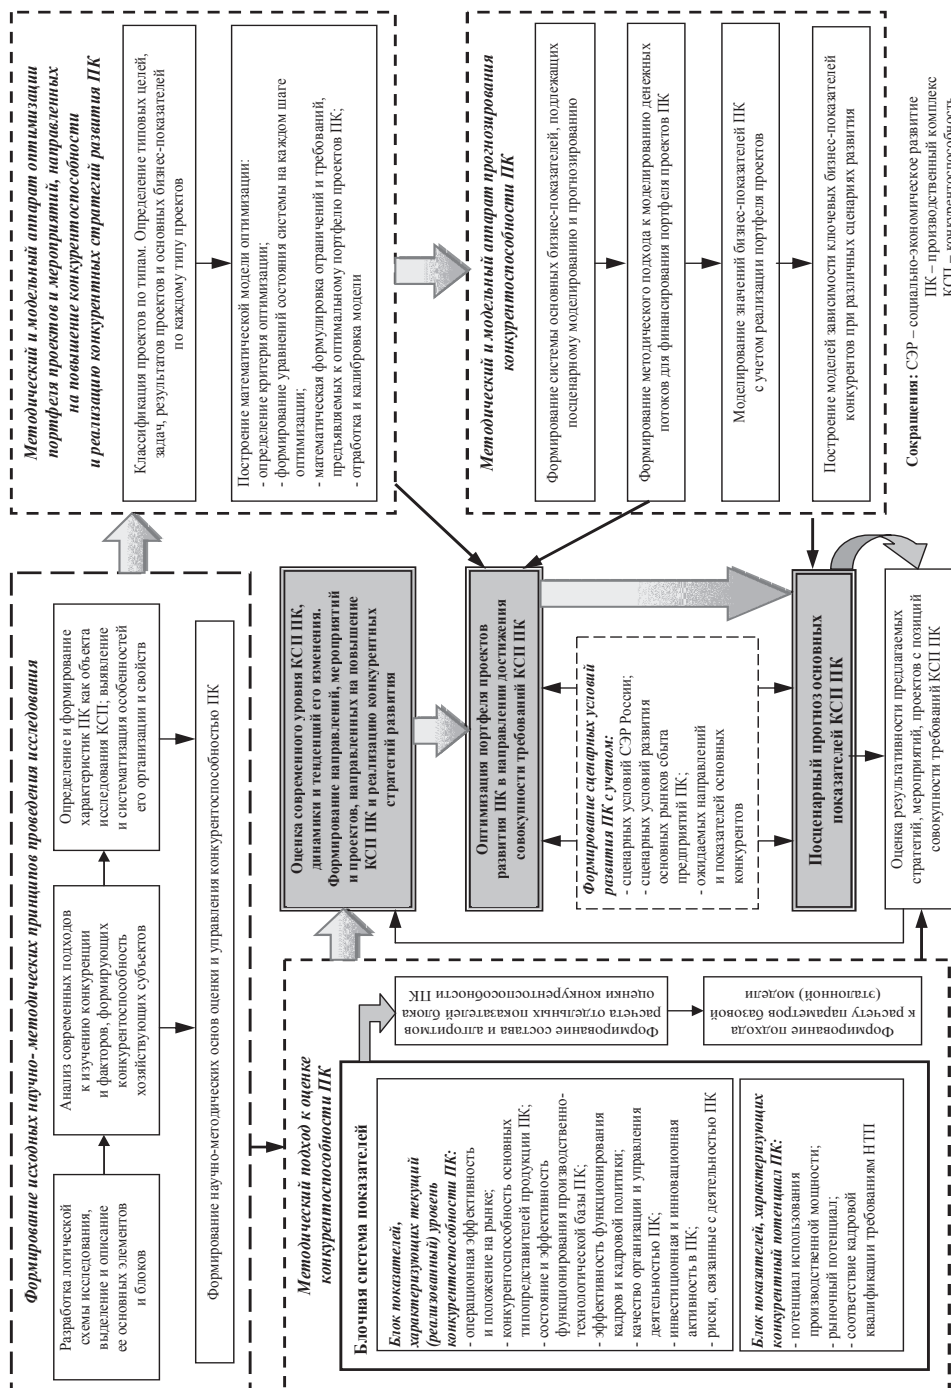 Формирование исходных научно- методических принципов проведения исследования
Разработка логической
схемы исследования,
выделение и описание
ее основных элементов
и блоков
Анализ современных подходов
к изучению конкуренции
и факторов, формирующих
конкурентоспособность
хозяйствующих субъектов
Определение и формирование
характеристик ПК как объекта
исследования КСП; выявление
и систематизация особенностей
его организации и свойств
Формирование научно-методических основ оценки и управления конкурентоспособностью ПК
Методический и модельный аппарат оптимизации
портфеля проектов и мероприятий, направленных
на повышение конкурентоспособности
и реализацию конкурентных стратегий развития ПК
Классификация проектов по типам. Определение типовых целей,
задач, результатов проектов и основных бизнес-показателей
по каждому типу проектов
Построение математической модели оптимизации:
- определение критерия оптимизации;
- формирование уравнений состояния системы на каждом шаге
оптимизации;
- математическая формулировка ограничений и требований,
предъявляемых к оптимальному портфелю проектов ПК;
- отработка и калибровка модели
Методический подход к оценке
конкурентоспособности ПК
Блочная система показателей
Блок показателей,
характеризующих текущий
(реализованный) уровень
конкурентоспособности ПК:
- операционная эффективность
и положение на рынке;
- конкурентоспособность основных
типопредставителей продукции ПК;
- состояние и эффективность
функционирования производственно-
технологической базы ПК;
-эффективность функционирования
кадров и кадровой политики;
- качество организации и управления
деятельностью ПК;
- инвестиционная и инновационная
активность в ПК;
- риски, связанные с деятельностью ПК
Блок показателей, характеризующих
конкурентный потенциал ПК:
- потенциал использования
производственной мощности;
- рыночный потенциал;
- соответствие кадровой
квалификации требованиям НТП
Формирование состава и алгоритмов
расчета отдельных показателей блока
оценки конкурентоспособности ПК
Формирование подхода
к расчету параметров базовой
(эталонной) модели
Оценка современного уровня КСП ПК,
динамики и тенденций его изменения.
Формирование направлений, мероприятий
и проектов, направленных на повышение
КСП ПК и реализацию конкурентных
стратегий развития
Оптимизация портфеля проектов
развития ПК в направлении достижения
совокупности требований КСП ПК
Формирование сценарных условий
развития ПК с учетом:
- сценарных условий СЭР России;
- сценарных условий развития
основных рынков сбыта
предприятий ПК;
- ожидаемых направлений
и показателей основных
конкурентов
Посценарный прогноз основных
показателей КСП ПК
Оценка результативности предлагаемых
стратегий, мероприятий, проектов с позиций
совокупности требований КСП ПК
Методический и модельный аппарат прогнозирования
конкурентоспособности ПК
Формирование системы основных бизнес-показателей, подлежащих
посценарному моделированию и прогнозированию
Формирование методического подхода к моделированию денежных
потоков для финансирования портфеля проектов ПК
Моделирование значений бизнес-показателей ПК
с учетом реализации портфеля проектов
Построение моделей зависимости ключевых бизнес-показателей
конкурентов при различных сценариях развития
Сокращения: СЭР – социально-экономическое развитие
ПК – производственный комплекс
КСП – конкурентоспособность